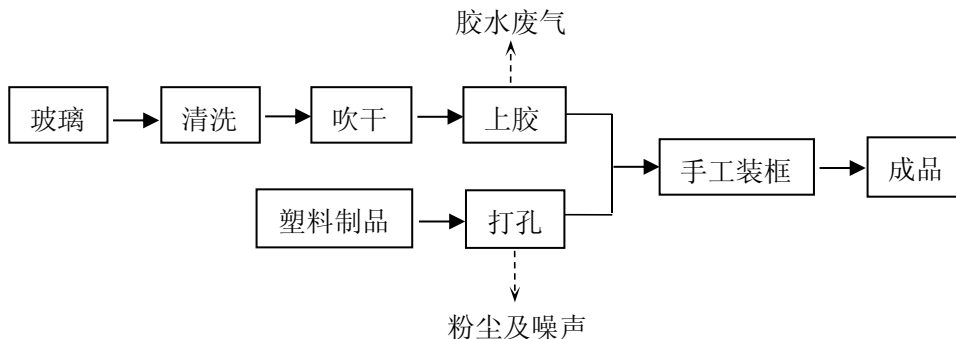 胶水废气
玻璃 清洗 吹干 上胶
手工装框 成品
塑料制品 打孔
粉尘及噪声